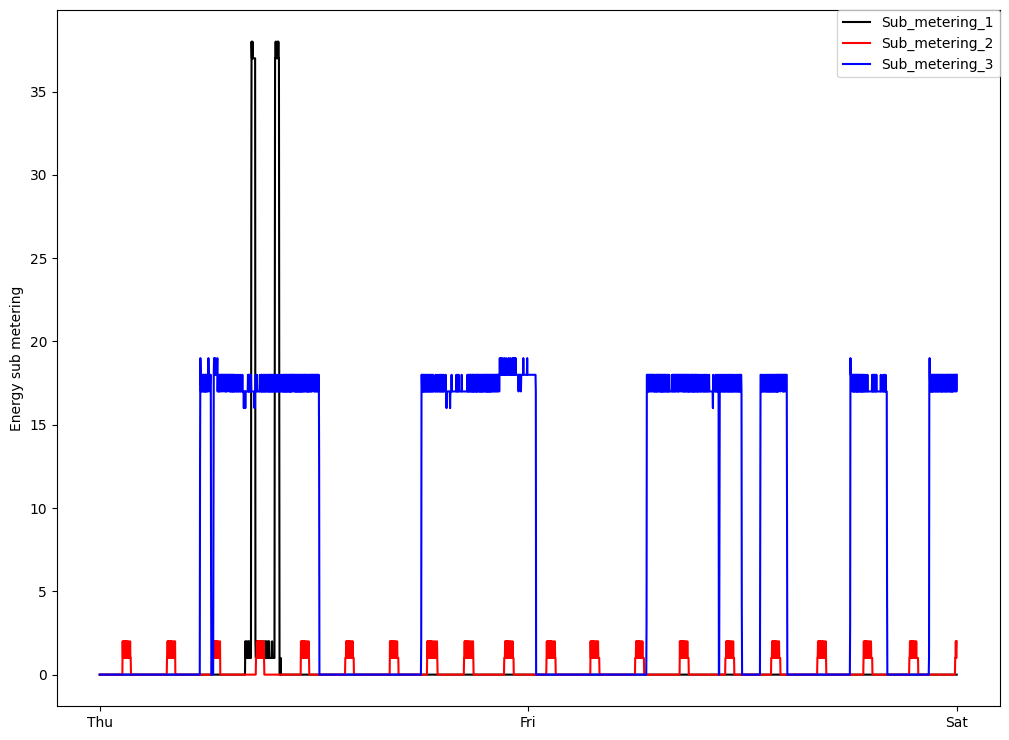 Sub_metering_1
Sub_metering_2
Sub_metering_3
Energy sub metering
35
30
25
20
15
10
5
0
Thu Fri Sat